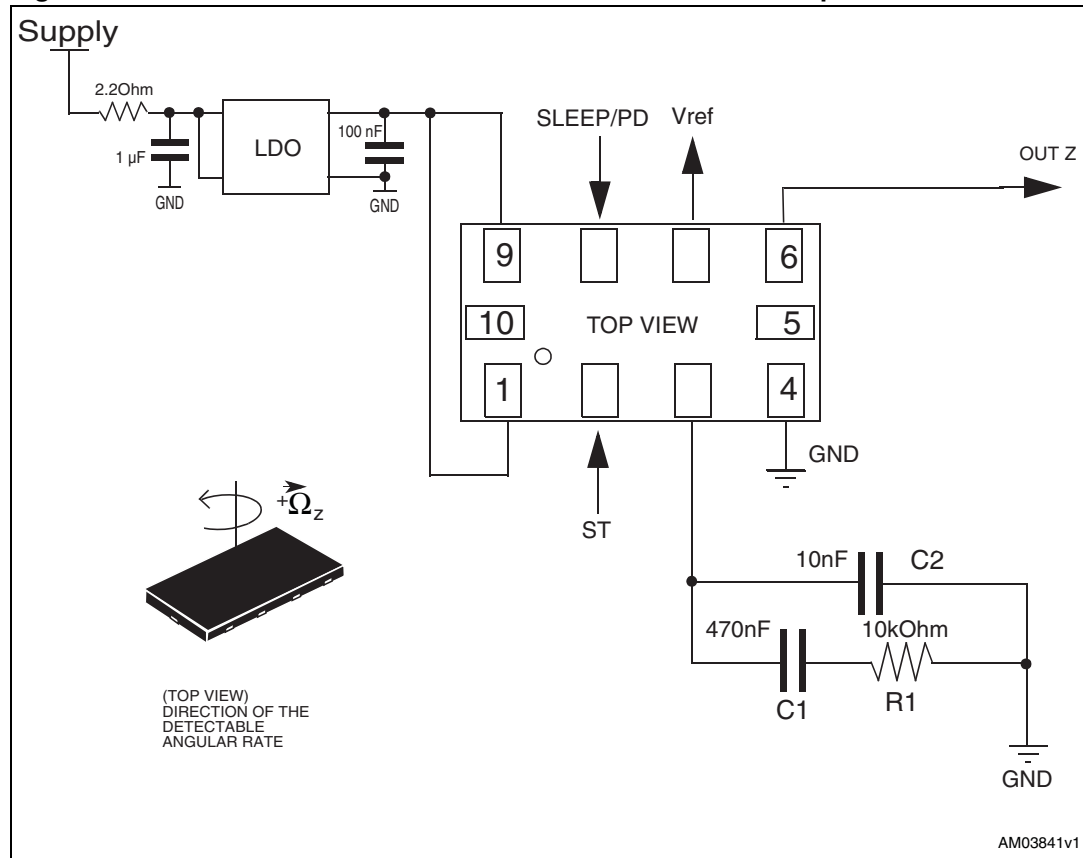 Supply
2.2Ohm
1 µF
GND
LDO
100 nF
GND
SLEEP/PD
Vref
OUT Z
9
6
10
TOP VIEW
5
1
4
GND
ST
+Ωz
(TOP VIEW)
DIRECTION OF THE
DETECTABLE
ANGULAR RATE
10nF
C2
470nF
10kOhm
C1
R1
GND
AM03841v1